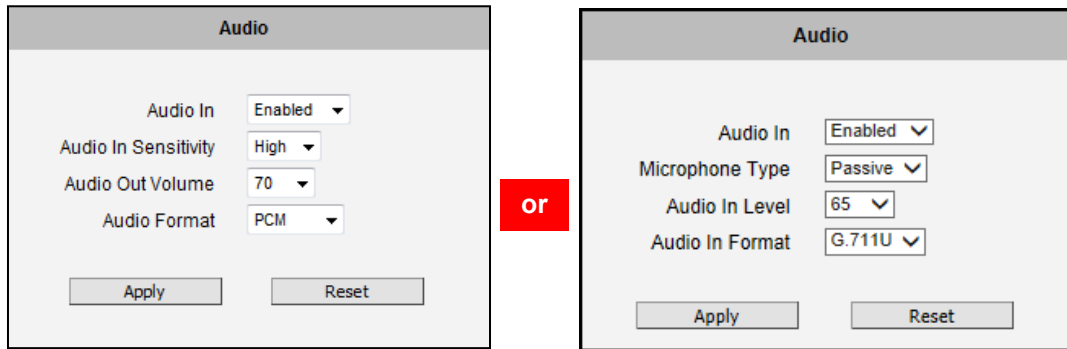 Audio
Audio In Enabled
Audio In Sensitivity High
Audio Out Volume 70
Audio Format PCM
Apply Reset
or
Audio
Audio In Enabled
Microphone Type Passive
Audio In Level 65
Audio In Format G.711U
Apply Reset